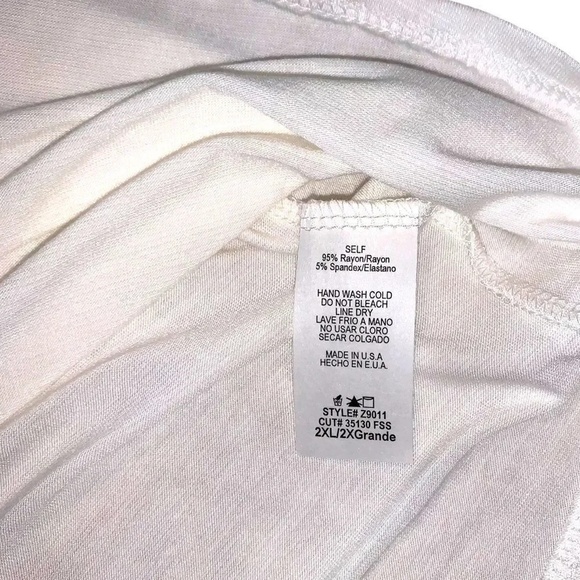 SELF
95% Rayon/Rayon
5% Spandex/Elastano
HAND WASH COLD
DO NOT BLEACH
LINE DRY
LAVE FRIO A MANO
NO USAR CLORO
SECAR COLGADO
MADE IN U.S.A
HECHO EN E.U.A.
STYLE# Z9011
CUT# 35130 FSS
2XL/2XGrande